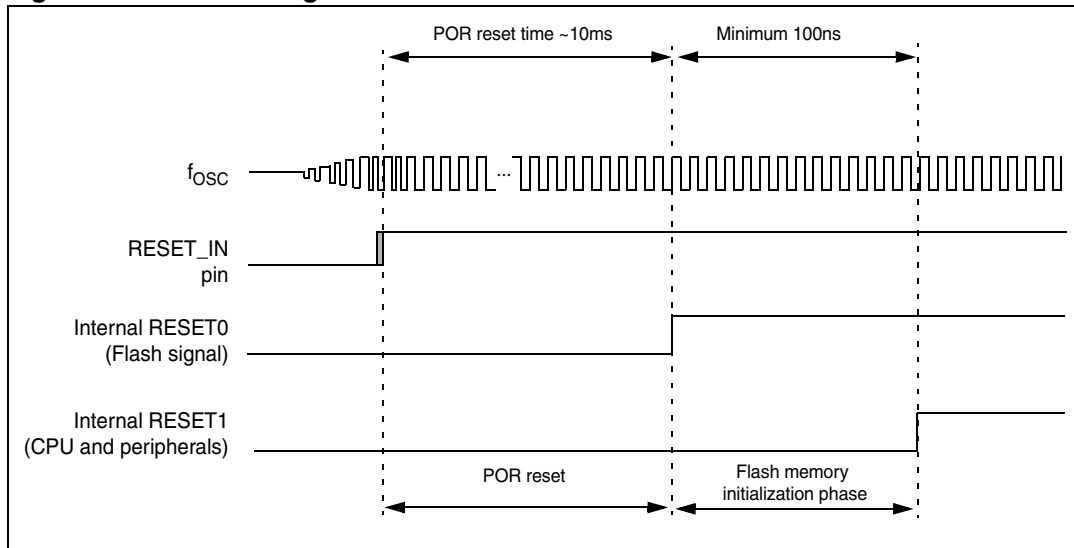 POR reset time ~10ms
Minimum 100ns
fOSC
...
RESET_IN
pin
Internal RESET0
(Flash signal)
Internal RESET1
(CPU and peripherals)
POR reset
Flash memory
initialization phase